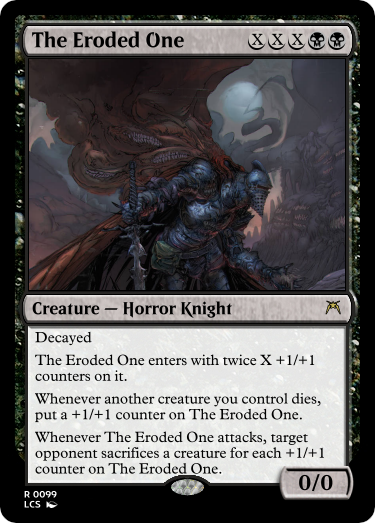 The Eroded One XXX
Creature — Horror Knight
Decayed
The Eroded One enters with twice X +1/+1
counters on it.
Whenever another creature you control dies,
put a +1/+1 counter on The Eroded One.
Whenever The Eroded One attacks, target
opponent sacrifices a creature for each +1/+1
counter on The Eroded One.
0/0
R 0099
LCS